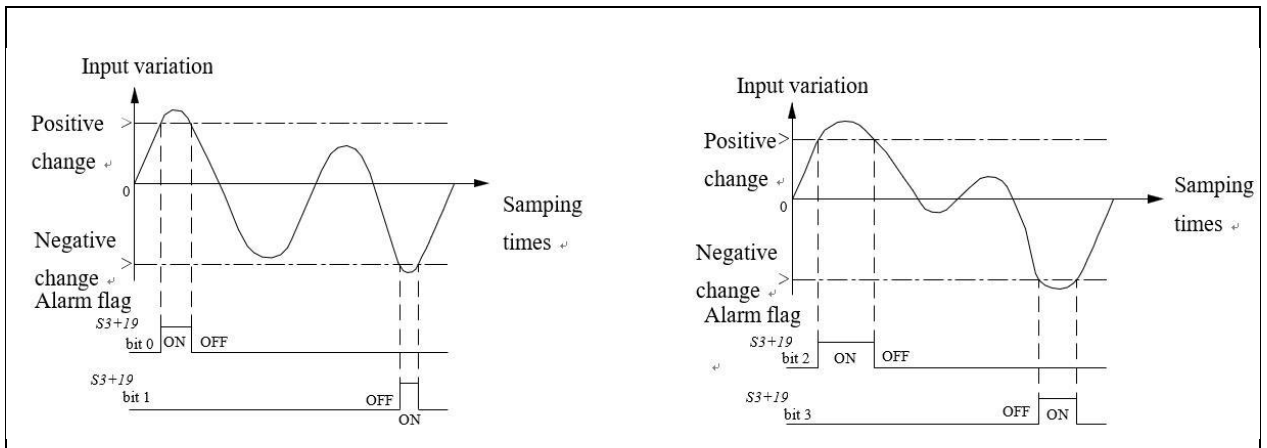 Input variation
Positive
change
0
Samping
times
Negative
change
Alarm flag
S3+19
bit 0 ON OFF
S3+19
bit 1
OFF
ON
Input variation
Positive
change
0
Samping
times
Negative
change
Alarm flag
S3+19
bit 2 ON OFF
S3+19
bit 3
OFF ON